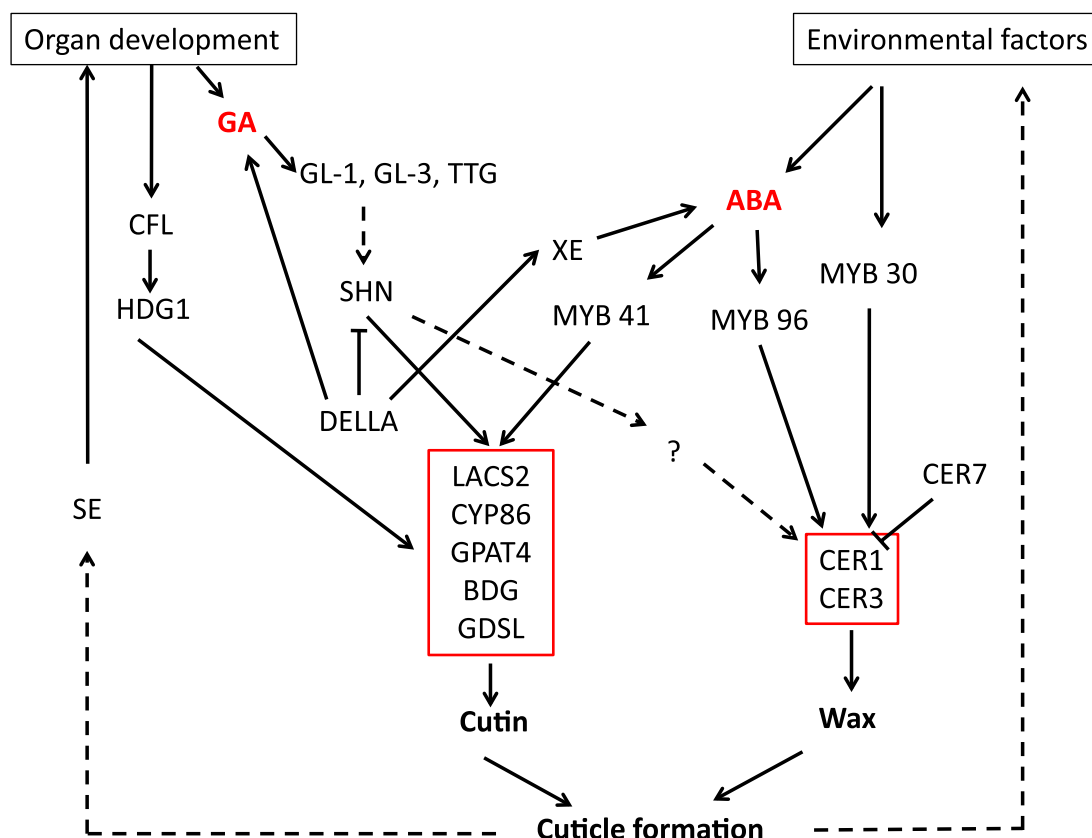 Organ development
Environmental factors
GA
GL-1, GL-3, TTG
ABA
CFL
XE
MYB 30
SHN
HDG1
MYB 41
MYB 96
DELLA
?
LACS2
CYP86
GPAT4
BDG
GDSL
CER7
SE
CER1
CER3
Cutin
Wax
Cuticle formation